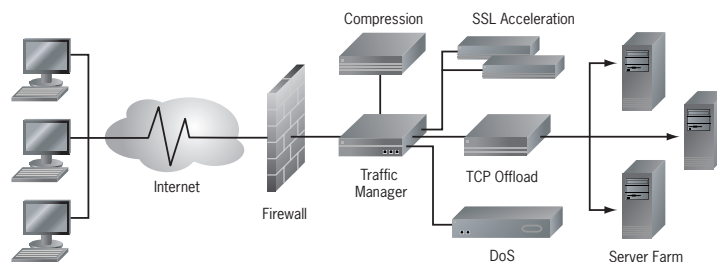 Compression
SSL Acceleration
Internet
Firewall
Traffic
Manager
TCP Offload
DoS
Server Farm